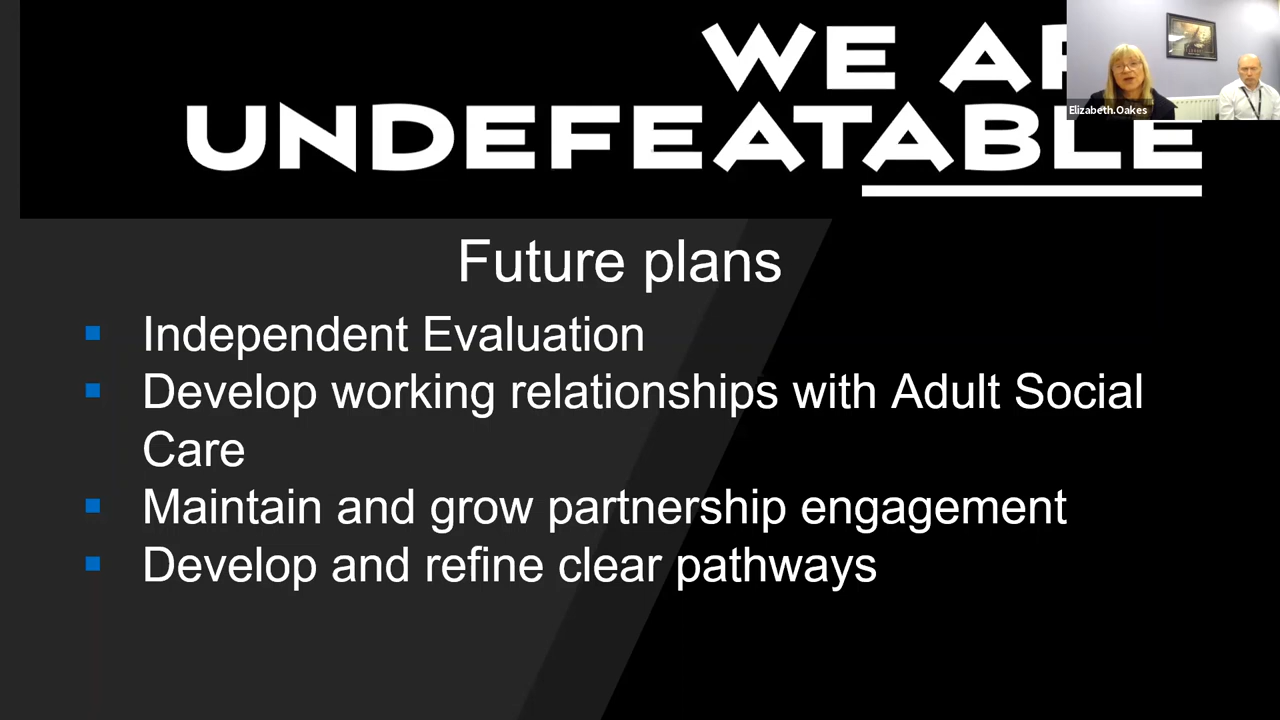 WE AR
UNDEFEATABLE
Elizabeth.Oakes
Future plans
Independent Evaluation
Develop working relationships with Adult Social
Care
Maintain and grow partnership engagement
Develop and refine clear pathways